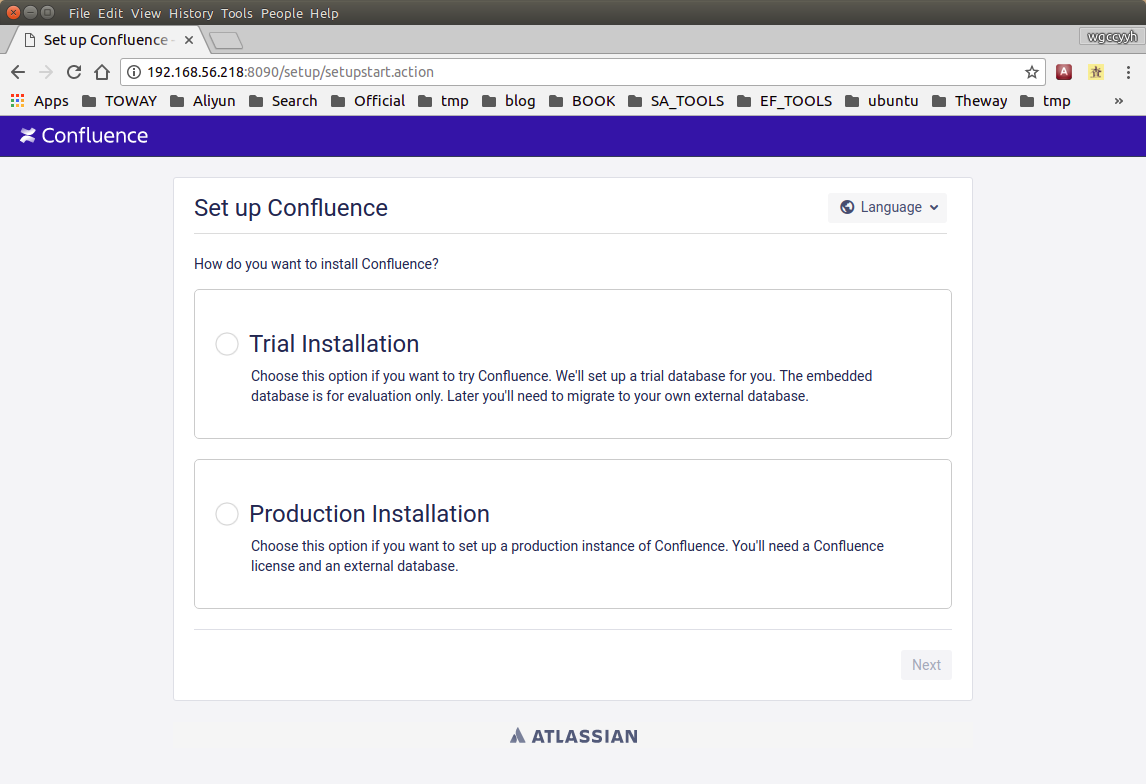 File Edit View History Tools People Help
Set up Confluence -
wgccyyh
192.168.56.218:8090/setup/setupstart.action
A
Apps TOWAY Aliyun Search Official tmp blog BOOK SA_TOOLS EF_TOOLS ubuntu Theway tmp »
Confluence
Set up Confluence
Language
How do you want to install Confluence?
Trial Installation
Choose this option if you want to try Confluence. We'll set up a trial database for you. The embedded
database is for evaluation only. Later you'll need to migrate to your own external database.
Production Installation
Choose this option if you want to set up a production instance of Confluence. You'll need a Confluence
license and an external database.
Next
ATLASSIAN